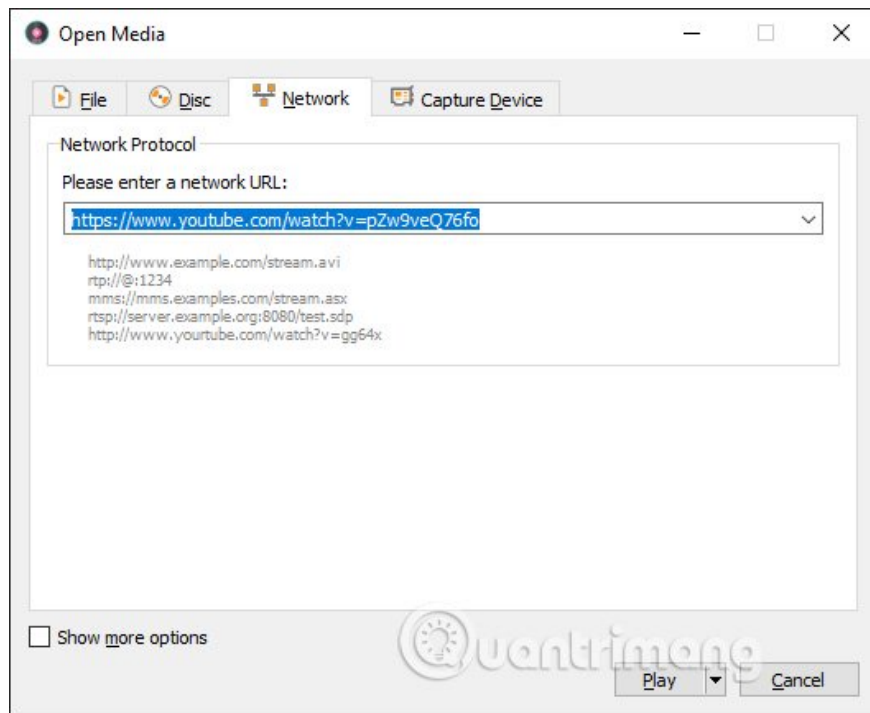 Open Media
File
Disc
Network
Capture Device
Network Protocol
Please enter a network URL:
https://www.youtube.com/watch?v=pZw9veQ76fo
http://www.example.com/stream.avi
rtp://@:1234
mms://mms.examples.com/stream.asx
rtsp://server.example.org:8080/test.sdp
http://www.yourtube.com/watch?v=gg64x
Show more options
Quantrimang
Play
Cancel